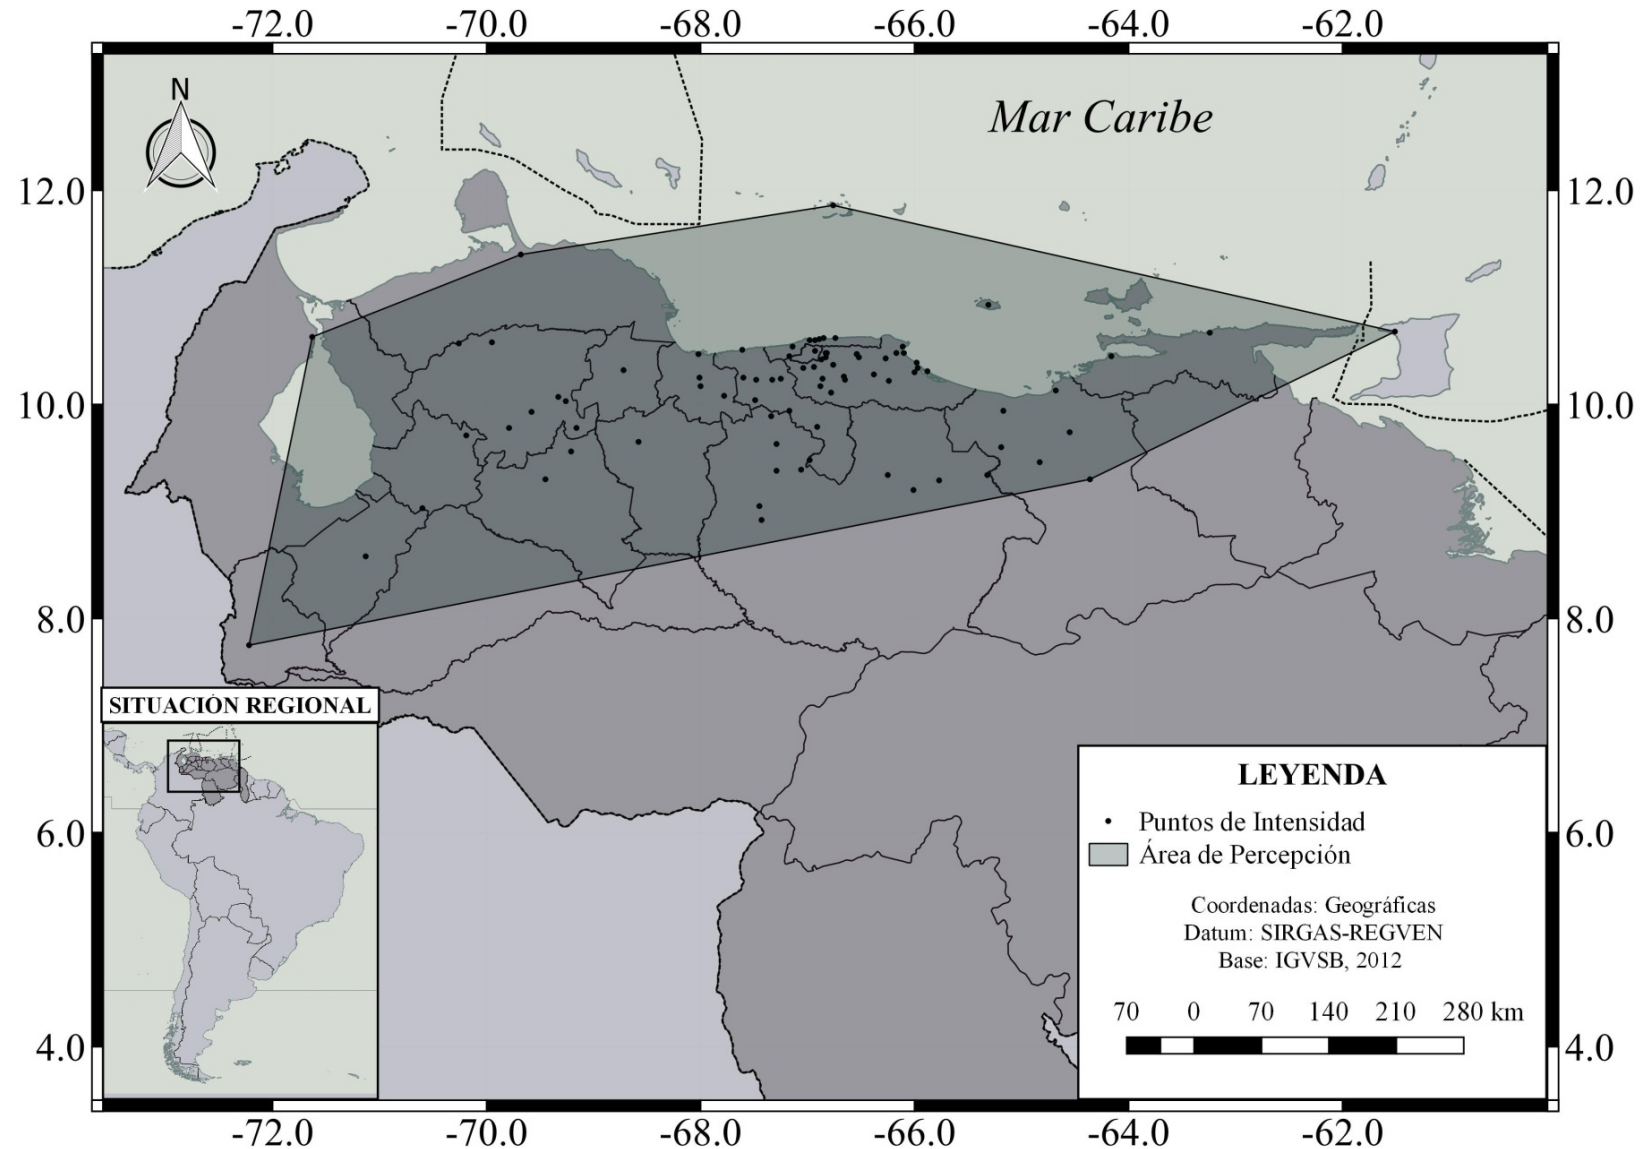 -72.0 -70.0 -68.0 -66.0 -64.0 -62.0
N
Mar Caribe
12.0 12.0
10.0 10.0
8.0 8.0
SITUACIÓN REGIONAL
LEYENDA
Puntos de Intensidad
6.0 6.0
Área de Percepción
Coordenadas: Geográficas
Datum: SIRGAS-REGVEN
Base: IGVSB, 2012
70 0 70 140 210 280 km
4.0 4.0
-72.0 -70.0 -68.0 -66.0 -64.0 -62.0